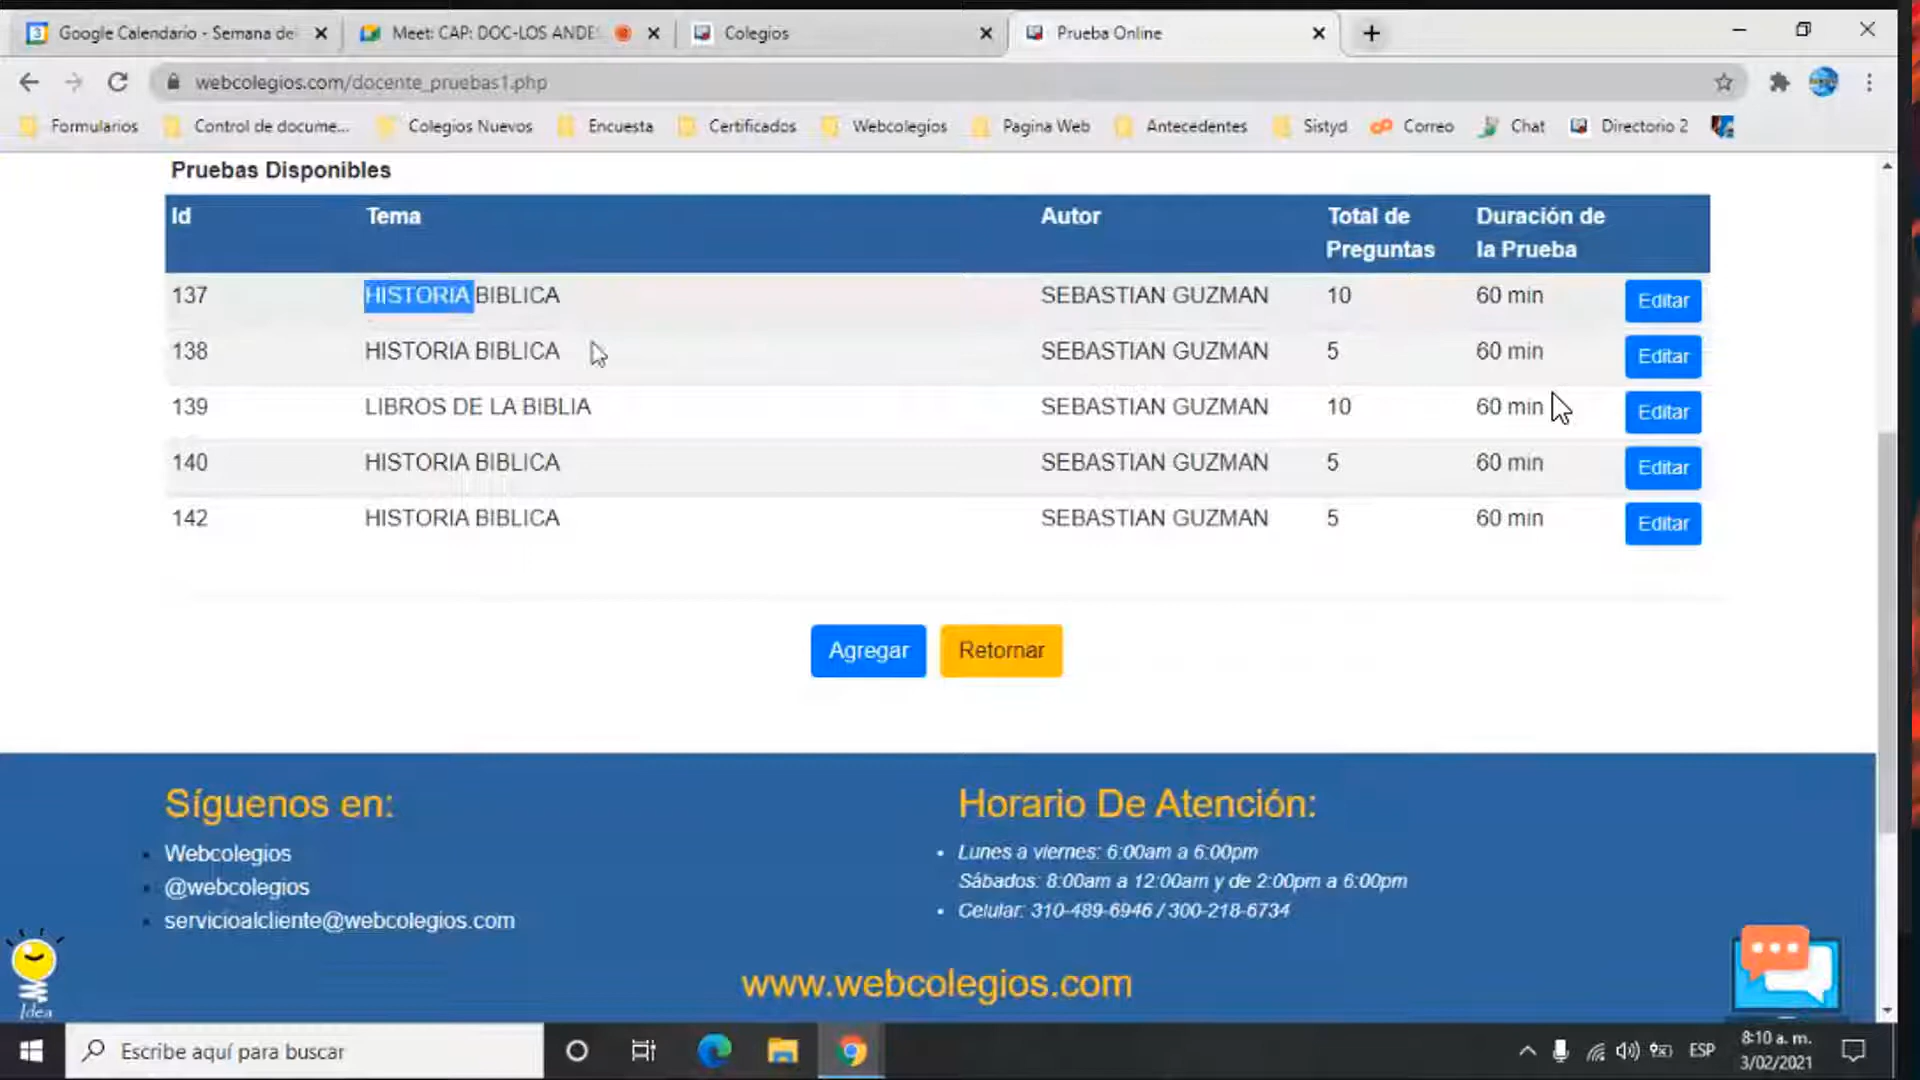 Google Calendario - Semana de
Meet: CAP: DOC-LOS ANDE
Colegios
Prueba Online
webcolegios.com/docente_pruebas1.php
Formularios
Control de docume...
Colegios Nuevos
Encuesta
Certificados
Webcolegios
Pagina Web
Antecedentes
Sistyd
Correo
Chat
Directorio 2
Pruebas Disponibles
Id Tema Autor Total de Preguntas Duración de la Prueba
137 HISTORIA BIBLICA SEBASTIAN GUZMAN 10 60 min Editar
138 HISTORIA BIBLICA SEBASTIAN GUZMAN 5 60 min Editar
139 LIBROS DE LA BIBLIA SEBASTIAN GUZMAN 10 60 min Editar
140 HISTORIA BIBLICA SEBASTIAN GUZMAN 5 60 min Editar
142 HISTORIA BIBLICA SEBASTIAN GUZMAN 5 60 min Editar
Agregar Retornar
Síguenos en:
Webcolegios
@webcolegios
servicioalcliente@webcolegios.com
Horario De Atención:
Lunes a viernes: 6:00am a 6:00pm
Sábados: 8:00am a 12:00am y de 2:00pm a 6:00pm
Celular: 310-489-6946 / 300-218-6734
Idea
www.webcolegios.com
Escribe aquí para buscar
ESP
8:10 a. m.
3/02/2021